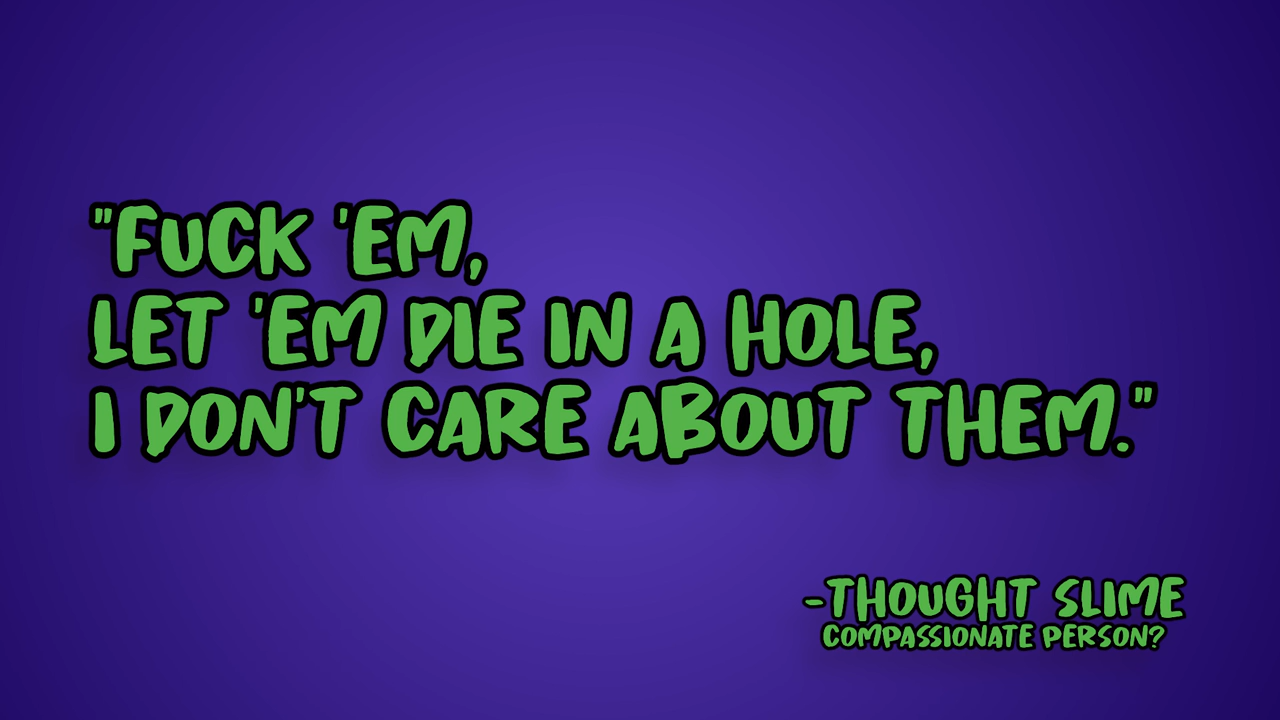 "FUCK 'EM,
LET 'EM DIE IN A HOLE,
I DON'T CARE ABOUT THEM."
-THOUGHT SLIME
COMPASSIONATE PERSON?